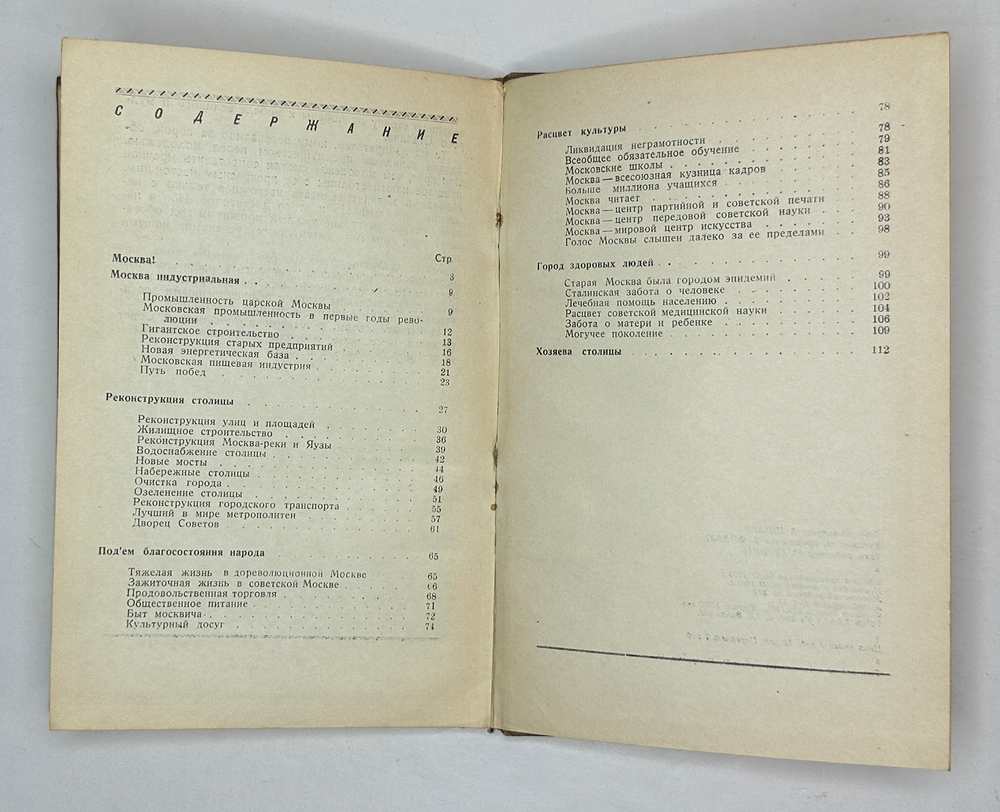 СОДЕРЖАНИЕ
Стр.
Москва! 3
Москва индустриальная 9
Промышленность царской Москвы 9
Московская промышленность в первые годы рево-
люции 12
Гигантское строительство 13
Реконструкция старых предприятий 16
Новая энергетическая база 18
Московская пищевая индустрия 21
Путь побед 23
Реконструкция столицы 27
Реконструкция улиц и площадей 30
Жилищное строительство 36
Реконструкция Москва-реки и Яузы 39
Водоснабжение столицы 42
Новые мосты 44
Набережные столицы 46
Очистка города 49
Озеленение столицы 51
Реконструкция городского транспорта 55
Лучший в мире метрополитен 57
Дворец Советов 61
Под'ем благосостояния народа 65
Тяжелая жизнь в дореволюционной Москве 65
Зажиточная жизнь в советской Москве 66
Продовольственная торговля 68
Общественное питание 71
Быт москвича 72
Культурный досуг 74
Расцвет культуры 78
Ликвидация неграмотности 78
Всеобщее обязательное обучение 79
Московские школы 81
Москва — всесоюзная кузница кадров 83
Больше миллиона учащихся 85
Москва читает 86
Москва — центр партийной и советской печати 88
Москва — центр передовой советской науки 90
Москва — мировой центр искусства 93
Голос Москвы слышен далеко за ее пределами 98
Город здоровых людей 99
Старая Москва была городом эпидемий 99
Сталинская забота о человеке 100
Лечебная помощь населению 102
Расцвет советской медицинской науки 104
Забота о матери и ребенке 106
Могучее поколение 109
Хозяева столицы 112